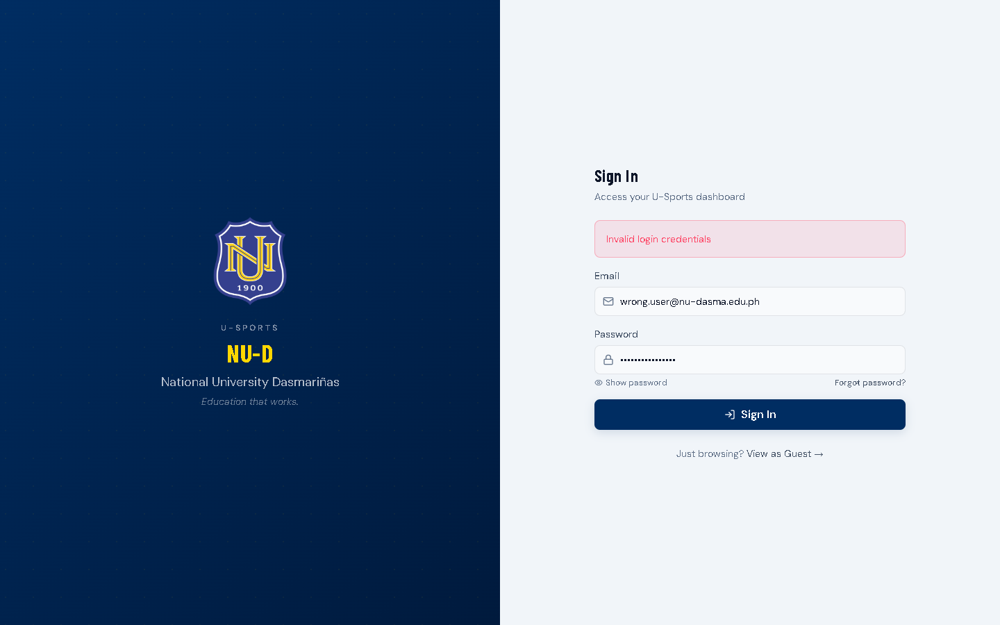 NU
1900
U-SPORTS
NU-D
National University Dasmariñas
Education that works.
Sign In
Access your U-Sports dashboard
Invalid login credentials
Email
wrong.user@nu-dasma.edu.ph
Password
••••••••••••••••
Show password
Forgot password?
Sign In
Just browsing? View as Guest →